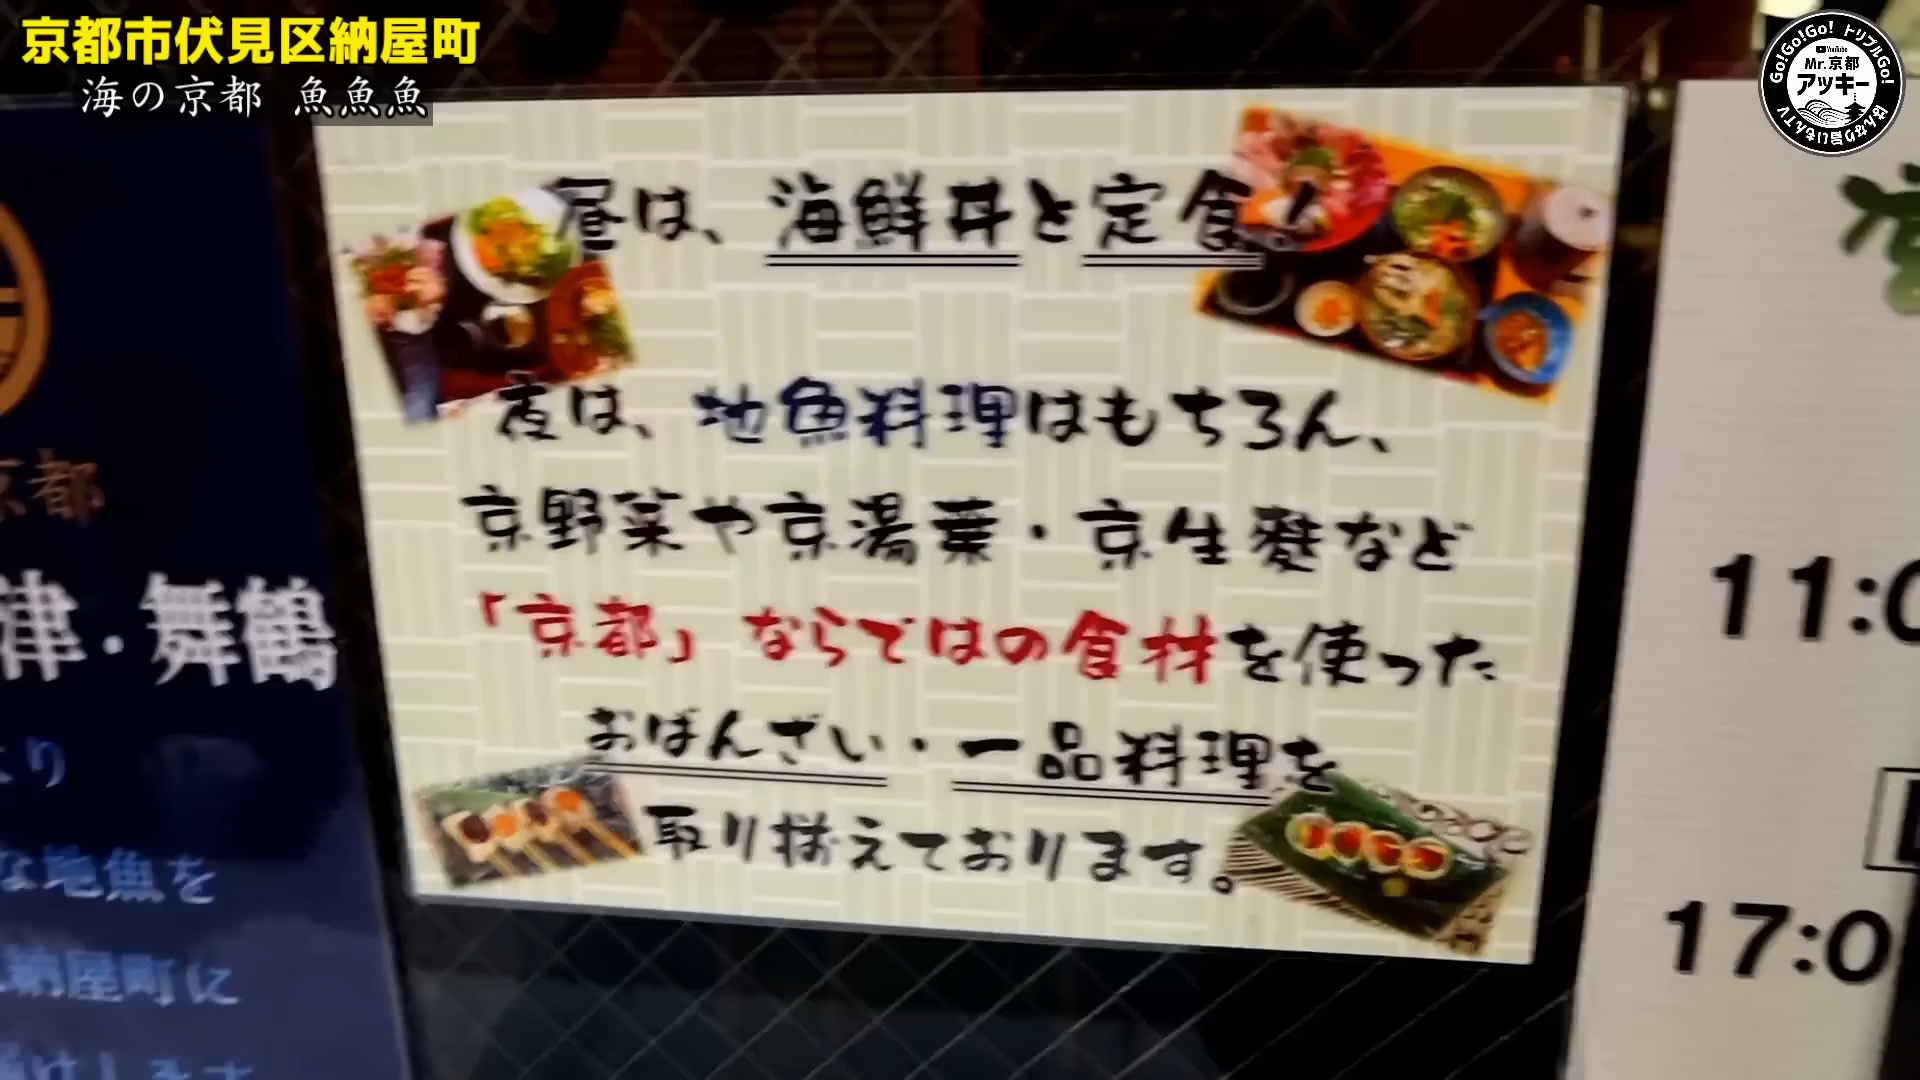 京都市伏見区納屋町
海の京都 魚魚魚
Go!Go!Go! トリプルGo!
YouTube
Mr.京都
アッキー
昼は、海鮮丼と定食!
夜は、地魚料理はもちろん、
京野菜や京湯葉・京生麩など
「京都」ならではの食材を使った
おばんざい・一品料理を
取り揃えております。
京都
津・舞鶴
より
な地魚を
納屋町に
11:0
17:0